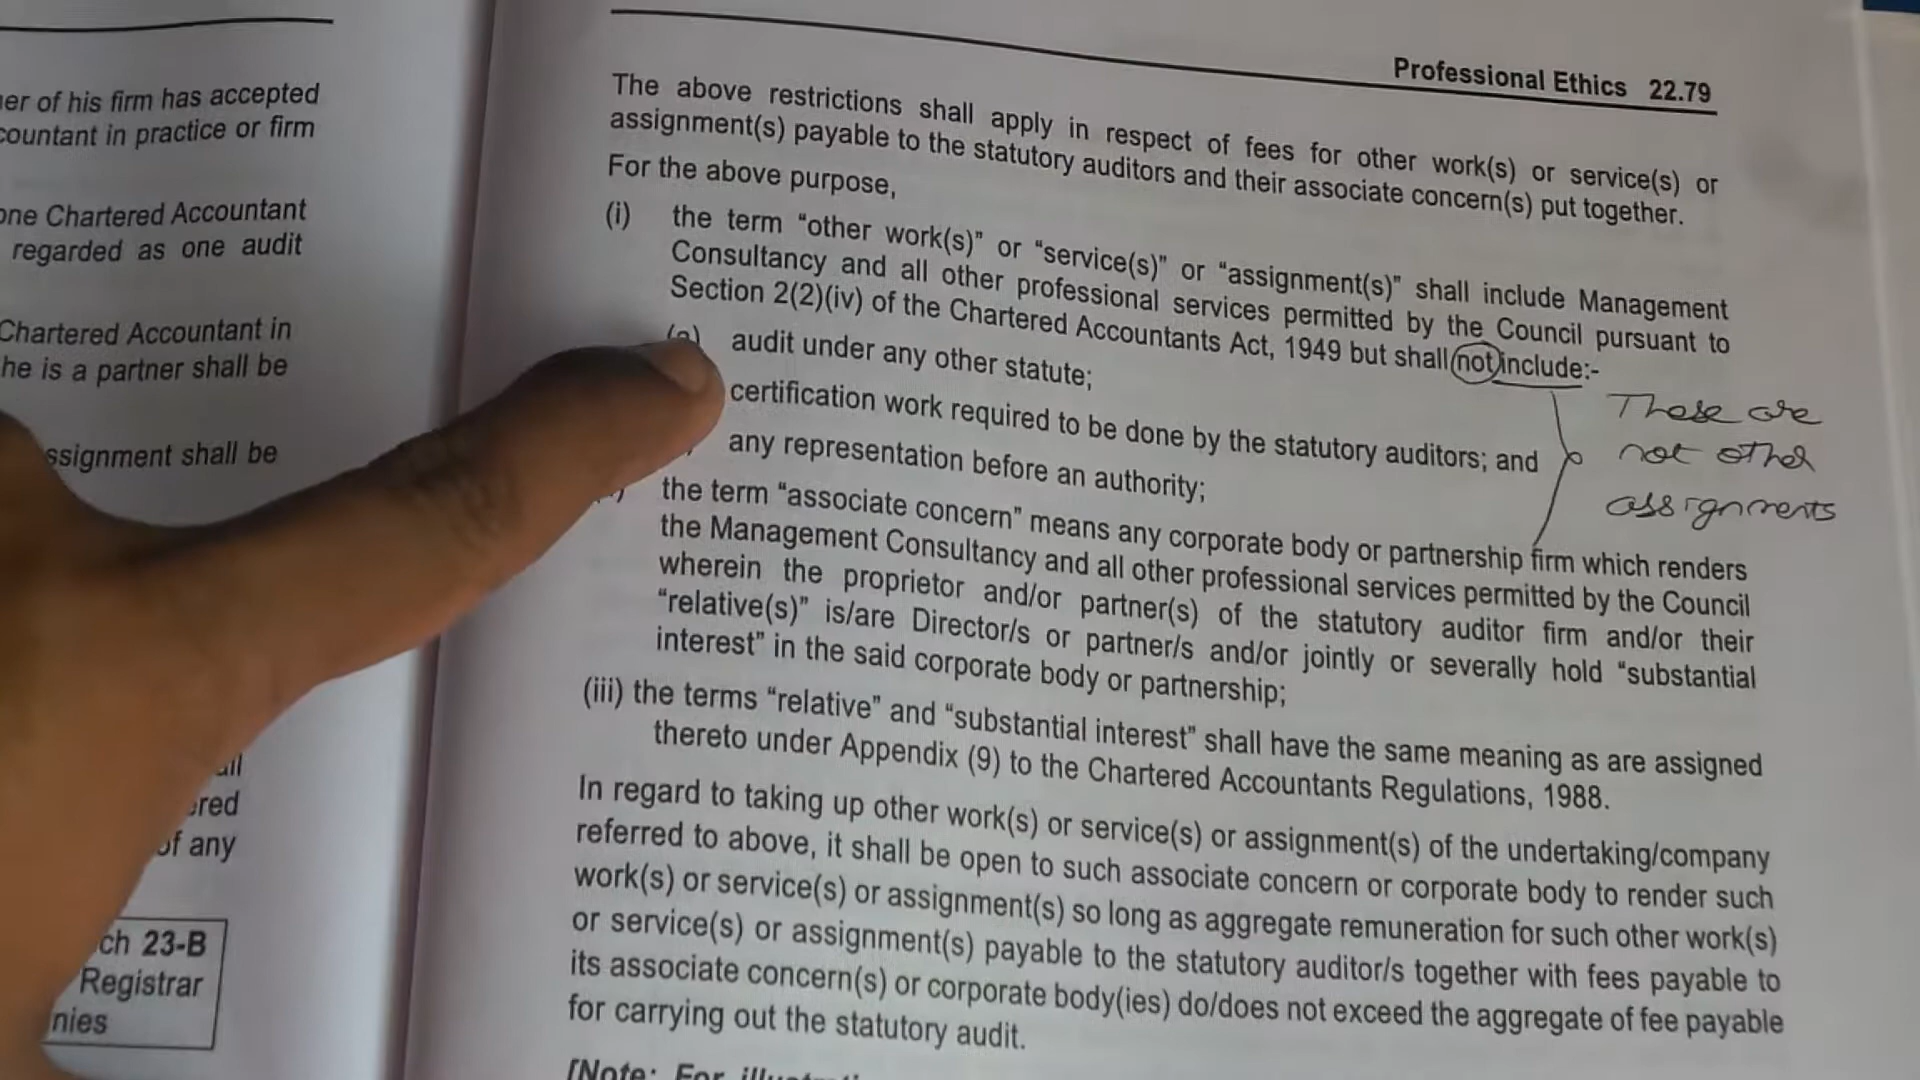 er of his firm has accepted
countant in practice or firm
one Chartered Accountant
regarded as one audit
Chartered Accountant in
he is a partner shall be
ssignment shall be
all
ered
of any
ch 23-B
Registrar
nies
Professional Ethics 22.79
The above restrictions shall apply in respect of fees for other work(s) or service(s) or
assignment(s) payable to the statutory auditors and their associate concern(s) put together.
For the above purpose,
(i) the term “other work(s)” or “service(s)” or “assignment(s)” shall include Management
Consultancy and all other professional services permitted by the Council pursuant to
Section 2(2)(iv) of the Chartered Accountants Act, 1949 but shall not include:-
(a) audit under any other statute;
certification work required to be done by the statutory auditors; and
any representation before an authority;
These are
not other
assignments
the term “associate concern” means any corporate body or partnership firm which renders
the Management Consultancy and all other professional services permitted by the Council
wherein the proprietor and/or partner(s) of the statutory auditor firm and/or their
“relative(s)” is/are Director/s or partner/s and/or jointly or severally hold “substantial
interest” in the said corporate body or partnership;
(iii) the terms “relative” and “substantial interest” shall have the same meaning as are assigned
thereto under Appendix (9) to the Chartered Accountants Regulations, 1988.
In regard to taking up other work(s) or service(s) or assignment(s) of the undertaking/company
referred to above, it shall be open to such associate concern or corporate body to render such
work(s) or service(s) or assignment(s) so long as aggregate remuneration for such other work(s)
or service(s) or assignment(s) payable to the statutory auditor/s together with fees payable to
its associate concern(s) or corporate body(ies) do/does not exceed the aggregate of fee payable
for carrying out the statutory audit.
[Note: For